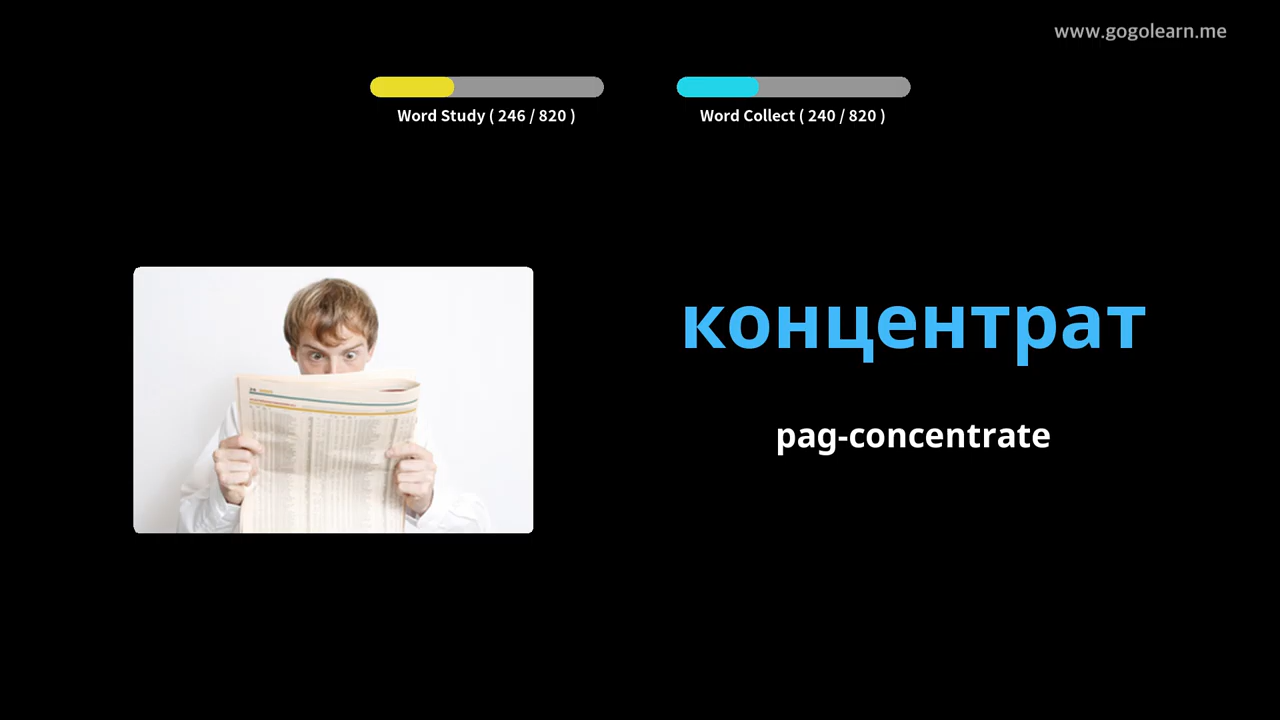 www.gogolearn.me
Word Study ( 246 / 820 )
Word Collect ( 240 / 820 )
концентрат
pag-concentrate